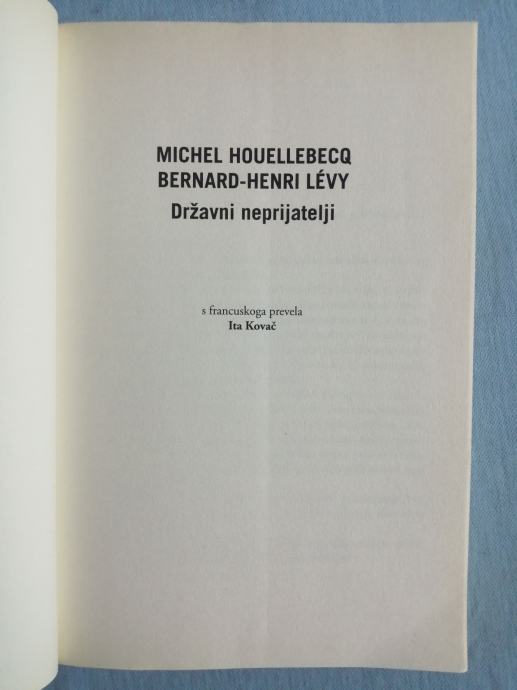 MICHEL HOUELLEBECQ
BERNARD-HENRI LÉVY
Državni neprijatelji
s francuskoga prevela
Ita Kovač